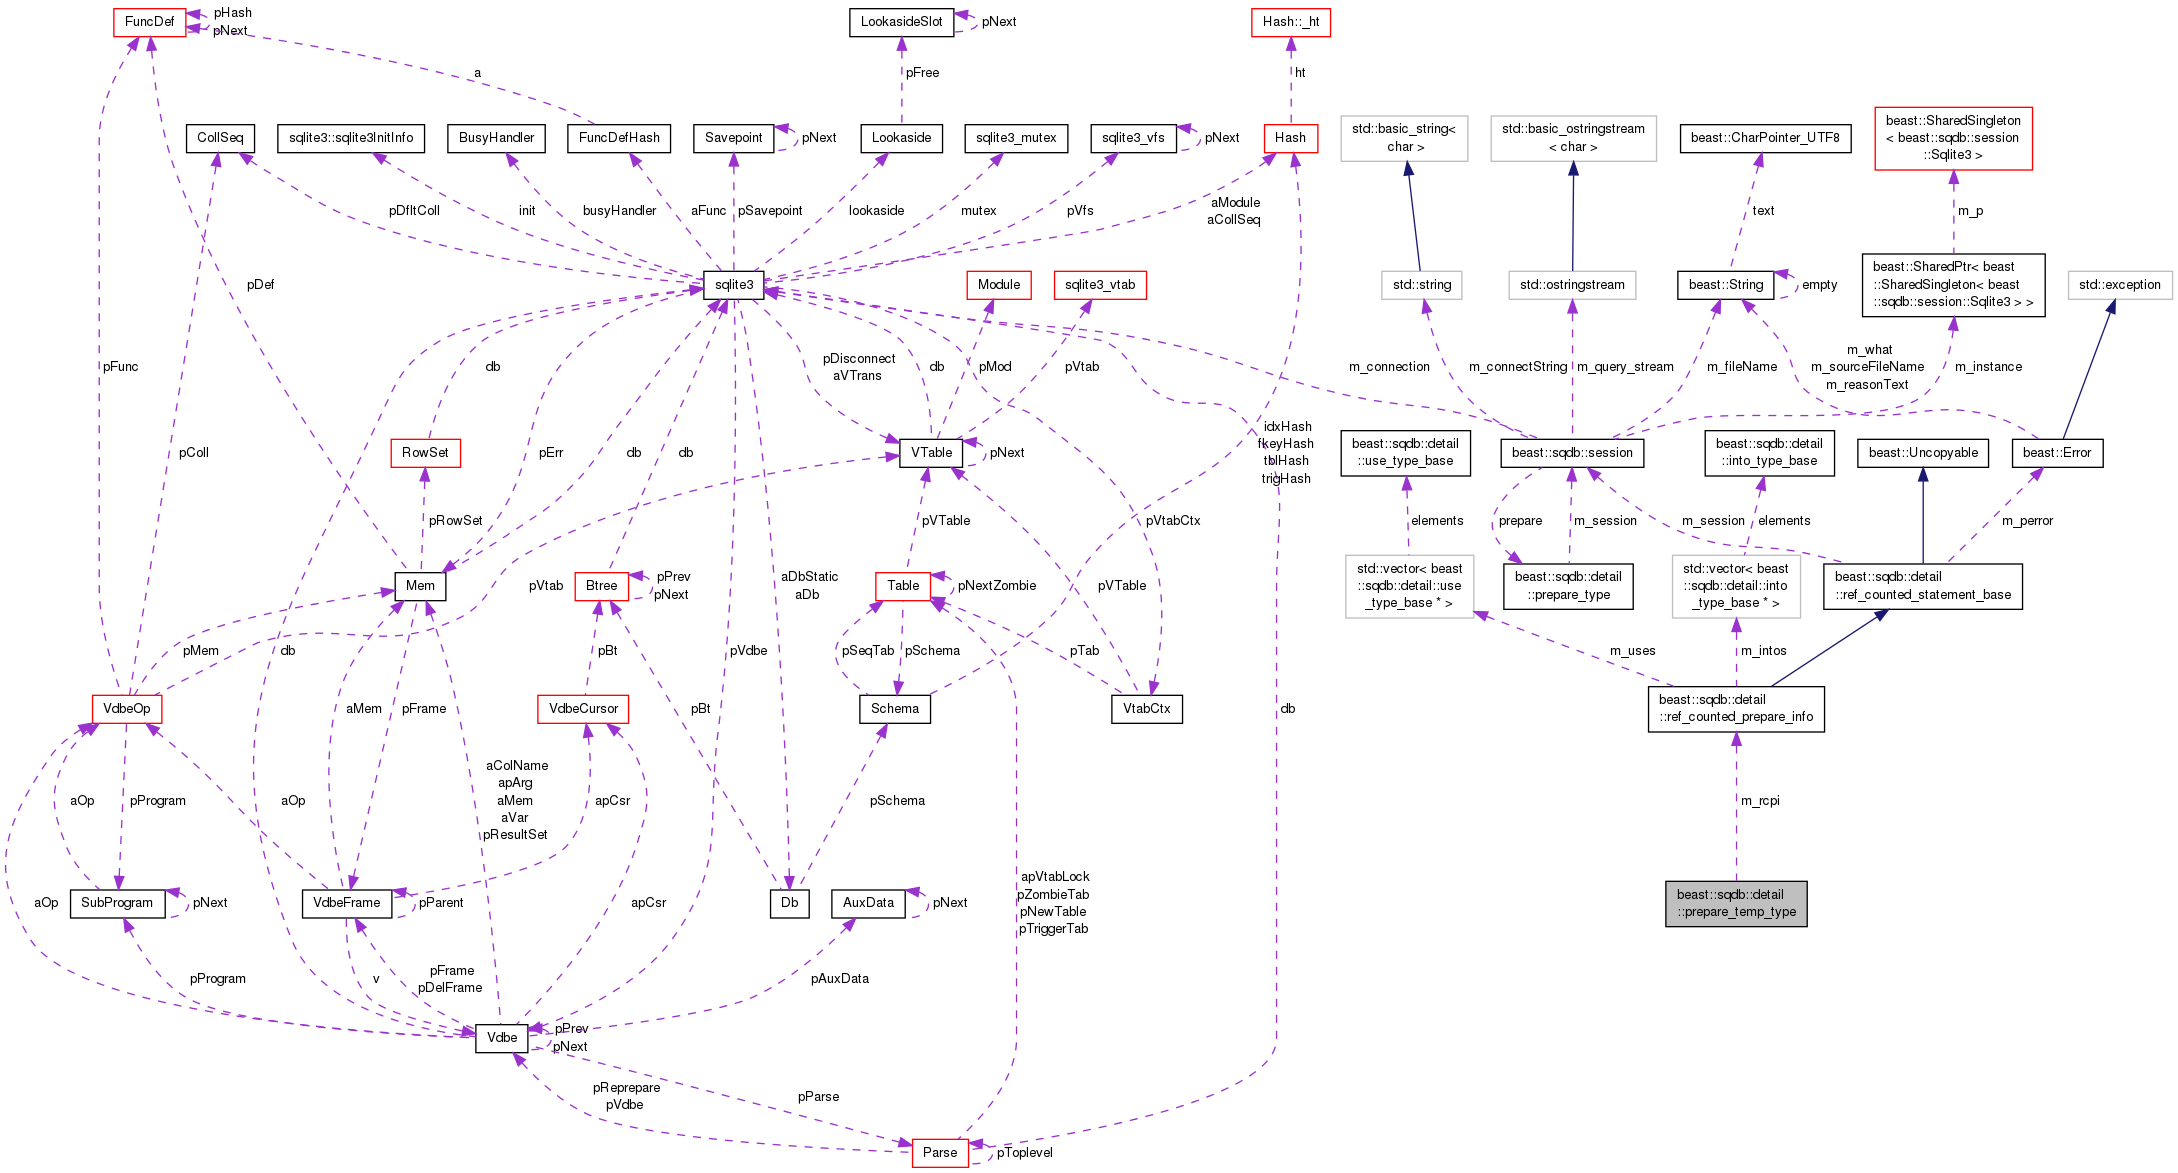 FuncDef
pHash
pNext
LookasideSlot
pNext
Hash::_ht
a
pFree
ht
CollSeq
sqlite3::sqlite3InitInfo
BusyHandler
FuncDefHash
Savepoint
pNext
Lookaside
sqlite3_mutex
sqlite3_vfs
pNext
Hash
std::basic_string<
char >
std::basic_ostringstream
< char >
beast::CharPointer_UTF8
beast::SharedSingleton
< beast::sqdb::session
::Sqlite3 >
pDfltColl
init
busyHandler
aFunc
pSavepoint
lookaside
mutex
pVfs
aModule
aCollSeq
text
m_p
pDef
sqlite3
Module
sqlite3_vtab
std::string
std::ostringstream
beast::String
empty
beast::SharedPtr< beast
::SharedSingleton< beast
::sqdb::session::Sqlite3 > >
std::exception
pFunc
db
pDisconnect
aVTrans
db
pMod
pVtab
m_connection
m_connectString
m_query_stream
m_fileName
m_what
m_sourceFileName
m_reasonText
m_instance
pColl
RowSet
pErr
db
db
VTable
pNext
idxHash
fkeyHash
tblHash
trigHash
beast::sqdb::detail
::use_type_base
beast::sqdb::session
beast::sqdb::detail
::into_type_base
beast::Uncopyable
beast::Error
pRowSet
pVTable
pVtabCtx
elements
prepare
m_session
elements
m_session
m_perror
Mem
pVtab
Btree
pPrev
pNext
aDbStatic
aDb
Table
pNextZombie
pVTable
std::vector< beast
::sqdb::detail::use
_type_base * >
beast::sqdb::detail
::prepare_type
std::vector< beast
::sqdb::detail::into
_type_base * >
beast::sqdb::detail
::ref_counted_statement_base
pMem
db
pBt
pVdbe
pSeqTab
pSchema
pTab
m_uses
m_intos
VdbeOp
aMem
pFrame
VdbeCursor
pBt
Schema
VtabCtx
db
beast::sqdb::detail
::ref_counted_prepare_info
aOp
pProgram
aOp
aColName
apArg
aMem
aVar
pResultSet
apCsr
pSchema
m_rcpi
SubProgram
pNext
VdbeFrame
pParent
aOp
apCsr
Db
AuxData
pNext
apVtabLock
pZombieTab
pNewTable
pTriggerTab
beast::sqdb::detail
::prepare_temp_type
pProgram
v
pFrame
pDelFrame
pAuxData
Vdbe
pPrev
pNext
pReprepare
pVdbe
pParse
Parse
pToplevel